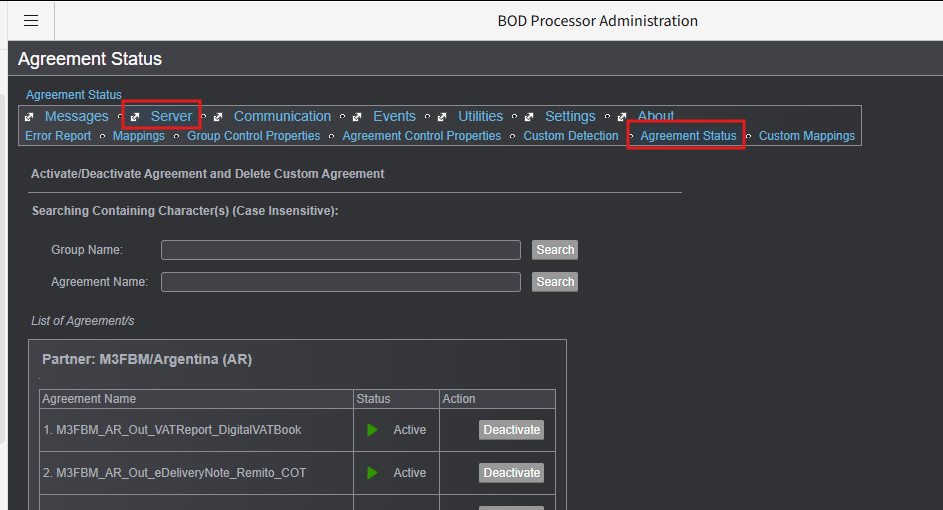 BOD Processor Administration
Agreement Status
Agreement Status
Messages Server Communication Events Utilities Settings About
Error Report Mappings Group Control Properties Agreement Control Properties Custom Detection Agreement Status Custom Mappings
Activate/Deactivate Agreement and Delete Custom Agreement
Searching Containing Character(s) (Case Insensitive):
Group Name: Search
Agreement Name: Search
List of Agreement/s
Partner: M3FBM/Argentina (AR)
Agreement Name Status Action
1. M3FBM_AR_Out_VATReport_DigitalVATBook Active Deactivate
2. M3FBM_AR_Out_eDeliveryNote_Remito_COT Active Deactivate